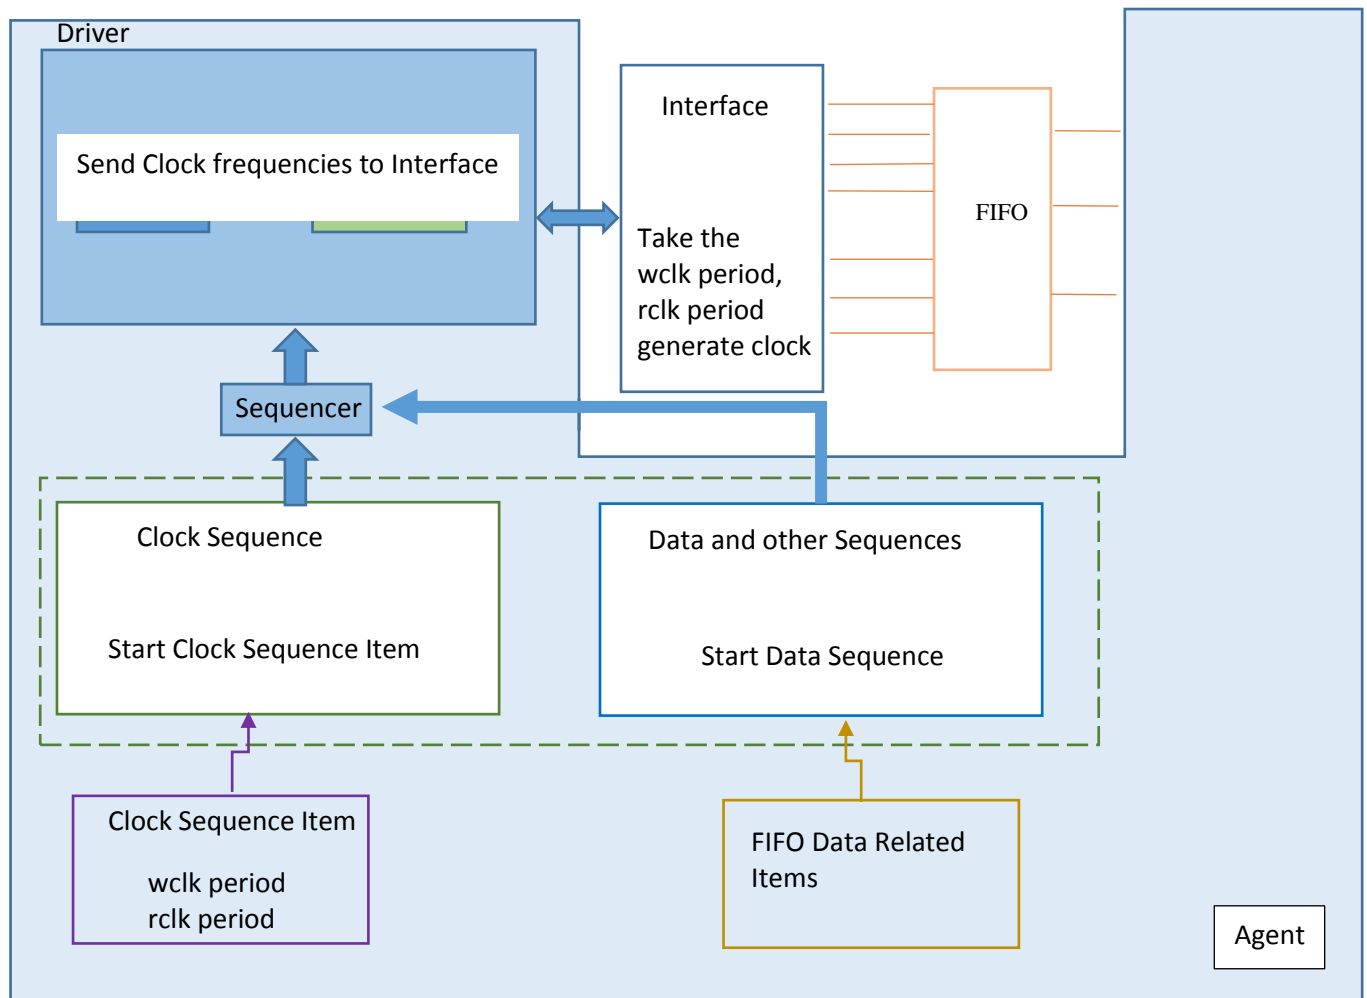 Driver
Send Clock frequencies to Interface
Interface
Take the
wclk period,
rclk period
generate clock
FIFO
Sequencer
Clock Sequence
Start Clock Sequence Item
Data and other Sequences
Start Data Sequence
Clock Sequence Item
wclk period
rclk period
FIFO Data Related
Items
Agent